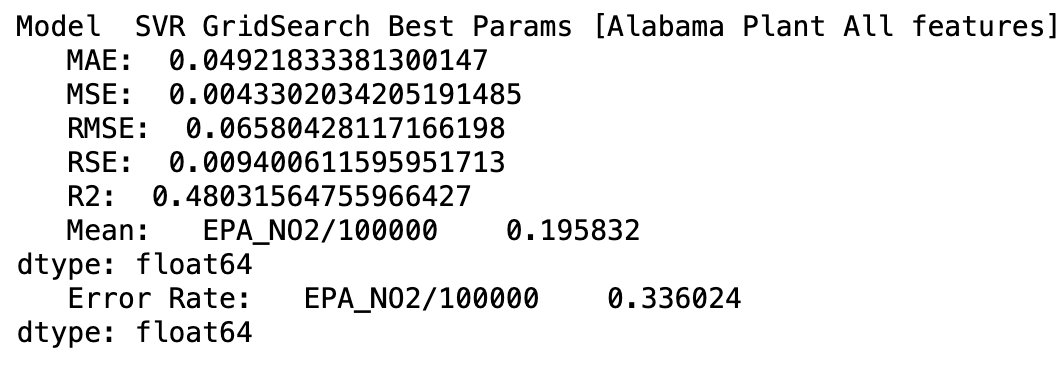 Model  SVR GridSearch Best Params [Alabama Plant All features]
   MAE:  0.04921833381300147
   MSE:  0.0043302034205191485
   RMSE:  0.06580428117166198
   RSE:  0.009400611595951713
   R2:  0.48031564755966427
   Mean:   EPA_NO2/100000    0.195832
dtype: float64
   Error Rate:   EPA_NO2/100000    0.336024
dtype: float64